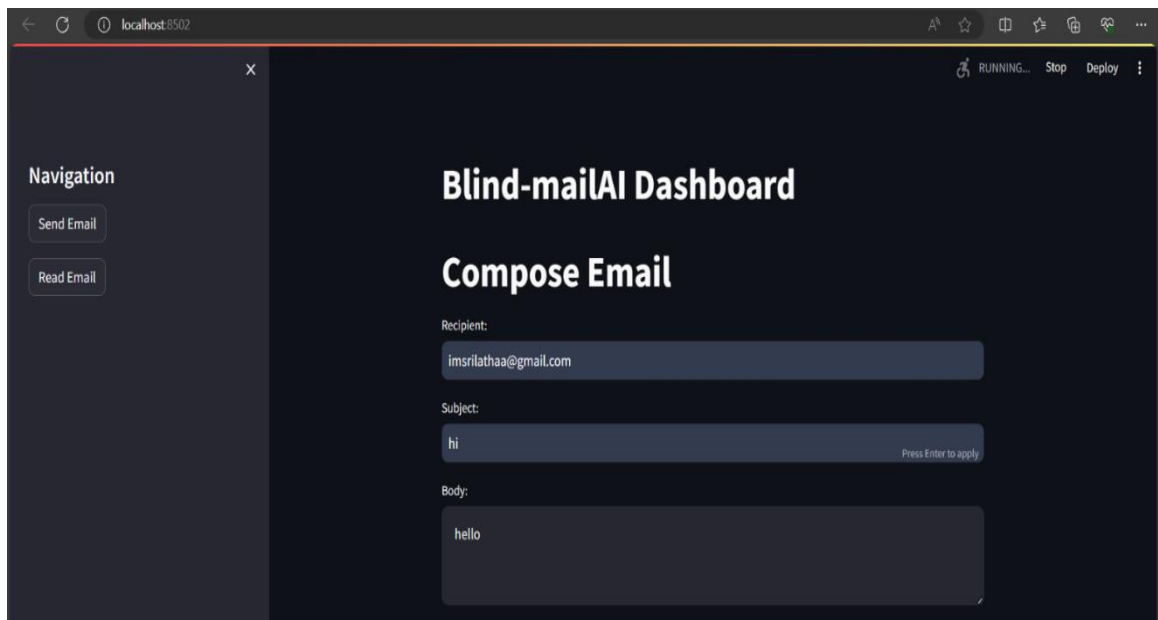 localhost:8502
RUNNING... Stop Deploy
Navigation
Send Email
Read Email
Blind-mailAI Dashboard
Compose Email
Recipient:
imsrilathaa@gmail.com
Subject:
hi
Press Enter to apply
Body:
hello